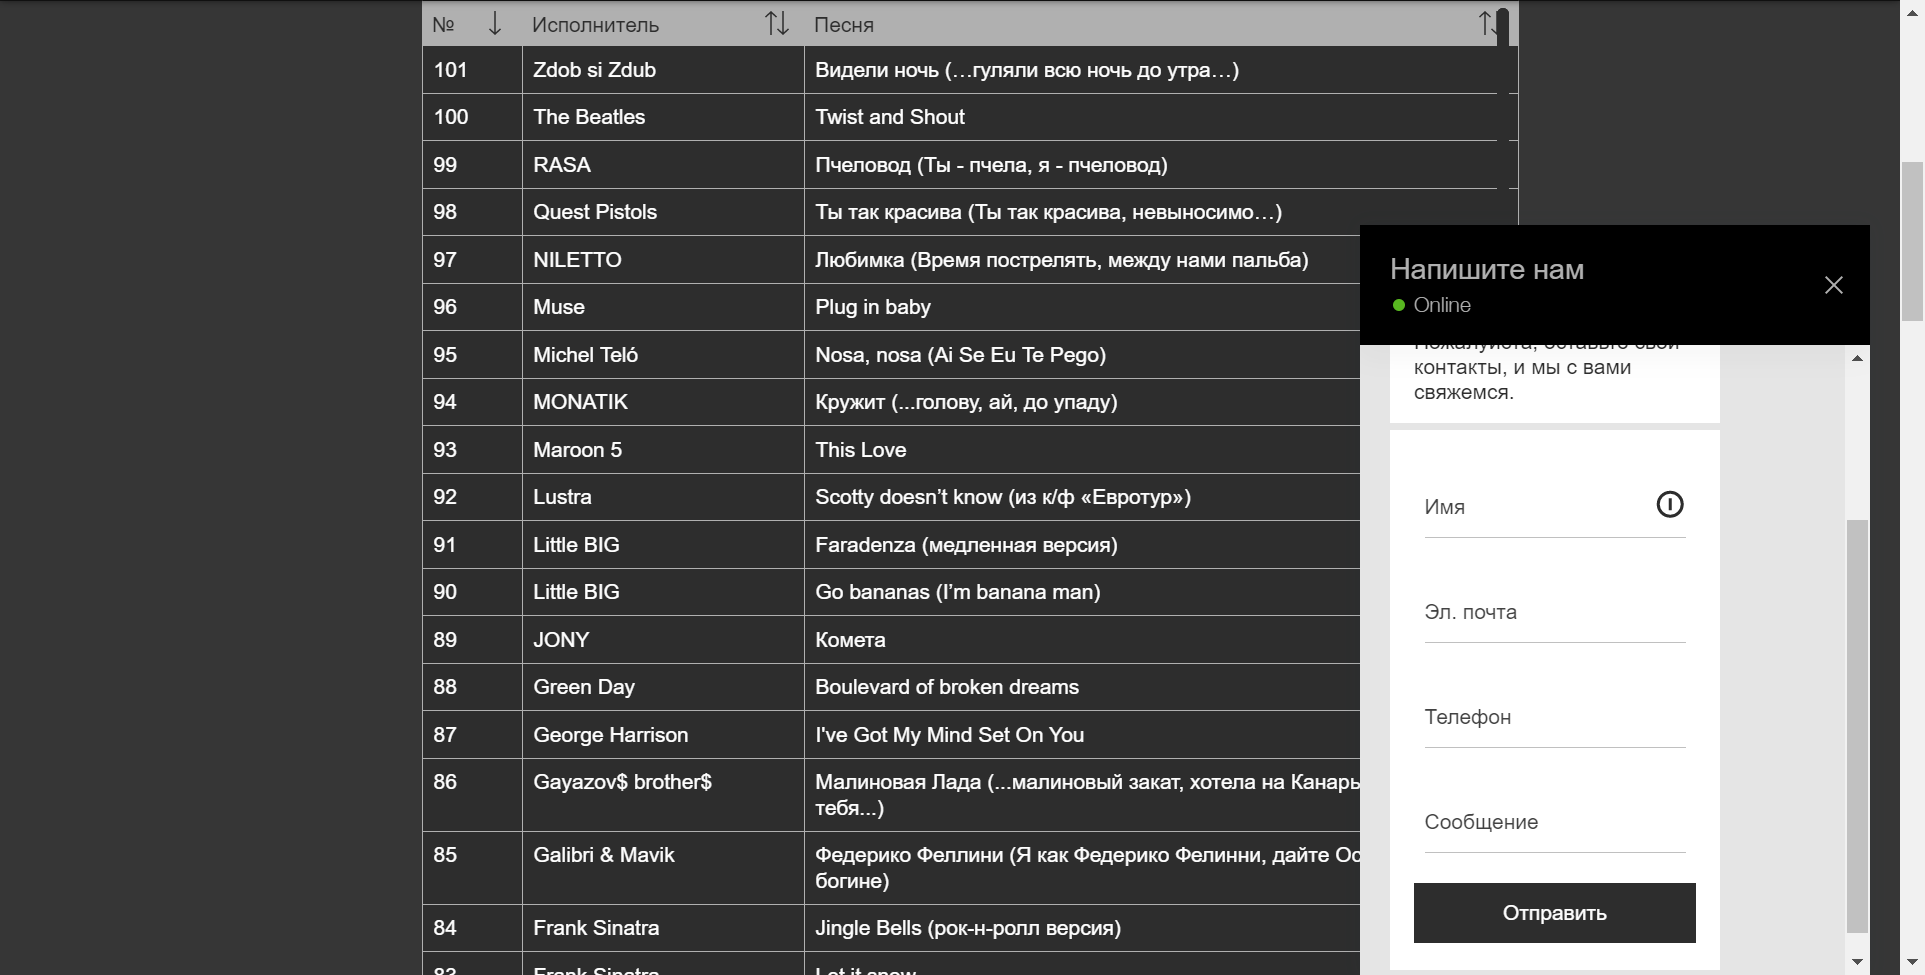 № Исполнитель Песня
101 Zdob si Zdub Видели ночь (…гуляли всю ночь до утра…)
100 The Beatles Twist and Shout
99 RASA Пчеловод (Ты - пчела, я - пчеловод)
98 Quest Pistols Ты так красива (Ты так красива, невыносимо…)
97 NILETTO Любимка (Время пострелять, между нами пальба)
96 Muse Plug in baby
95 Michel Teló Nosa, nosa (Ai Se Eu Te Pego)
94 MONATIK Кружит (...голову, ай, до упаду)
93 Maroon 5 This Love
92 Lustra Scotty doesn’t know (из к/ф «Евротур»)
91 Little BIG Faradenza (медленная версия)
90 Little BIG Go bananas (I’m banana man)
89 JONY Комета
88 Green Day Boulevard of broken dreams
87 George Harrison I've Got My Mind Set On You
86 Gayazov$ brother$ Малиновая Лада (...малиновый закат, хотела на Канары
тебя...)
85 Galibri & Mavik Федерико Феллини (Я как Федерико Фелинни, дайте Ос
богине)
84 Frank Sinatra Jingle Bells (рок-н-ролл версия)
83 Frank Sinatra Let it snow
Напишите нам
Online
Пожалуйста, оставьте свои
контакты, и мы с вами
свяжемся.
Имя
Эл. почта
Телефон
Сообщение
Отправить